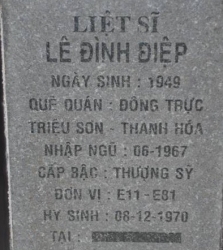 LIỆT SĨ
LÊ ĐÌNH ĐIỆP
NGÀY SINH : 1949
QUÊ QUÁN : ĐỒNG TRỰC
TRIỆU SƠN - THANH HÓA
NHẬP NGŨ : 06-1967
CẤP BẬC : THƯỢNG SỸ
ĐƠN VỊ : E11 - E81
HY SINH : 08-12-1970
TẠI :